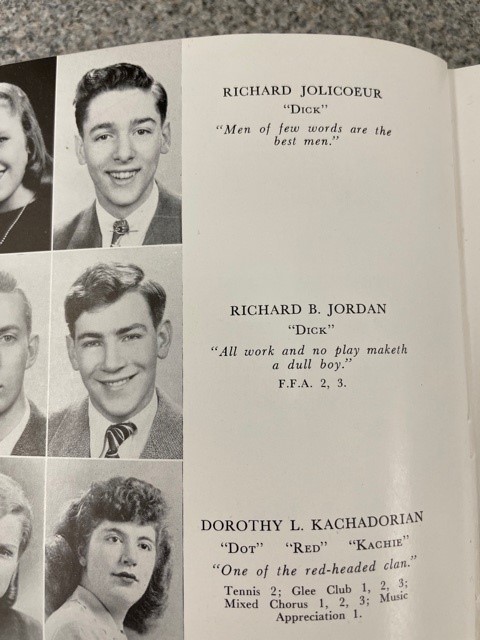 RICHARD JOLICOEUR
"Dick"
"Men of few words are the
best men."
RICHARD B. JORDAN
"Dick"
"All work and no play maketh
a dull boy."
F.F.A. 2, 3.
DOROTHY L. KACHADORIAN
"Dot" "Red" "Kachie"
"One of the red-headed clan."
Tennis 2; Glee Club 1, 2, 3;
Mixed Chorus 1, 2, 3; Music
Appreciation 1.